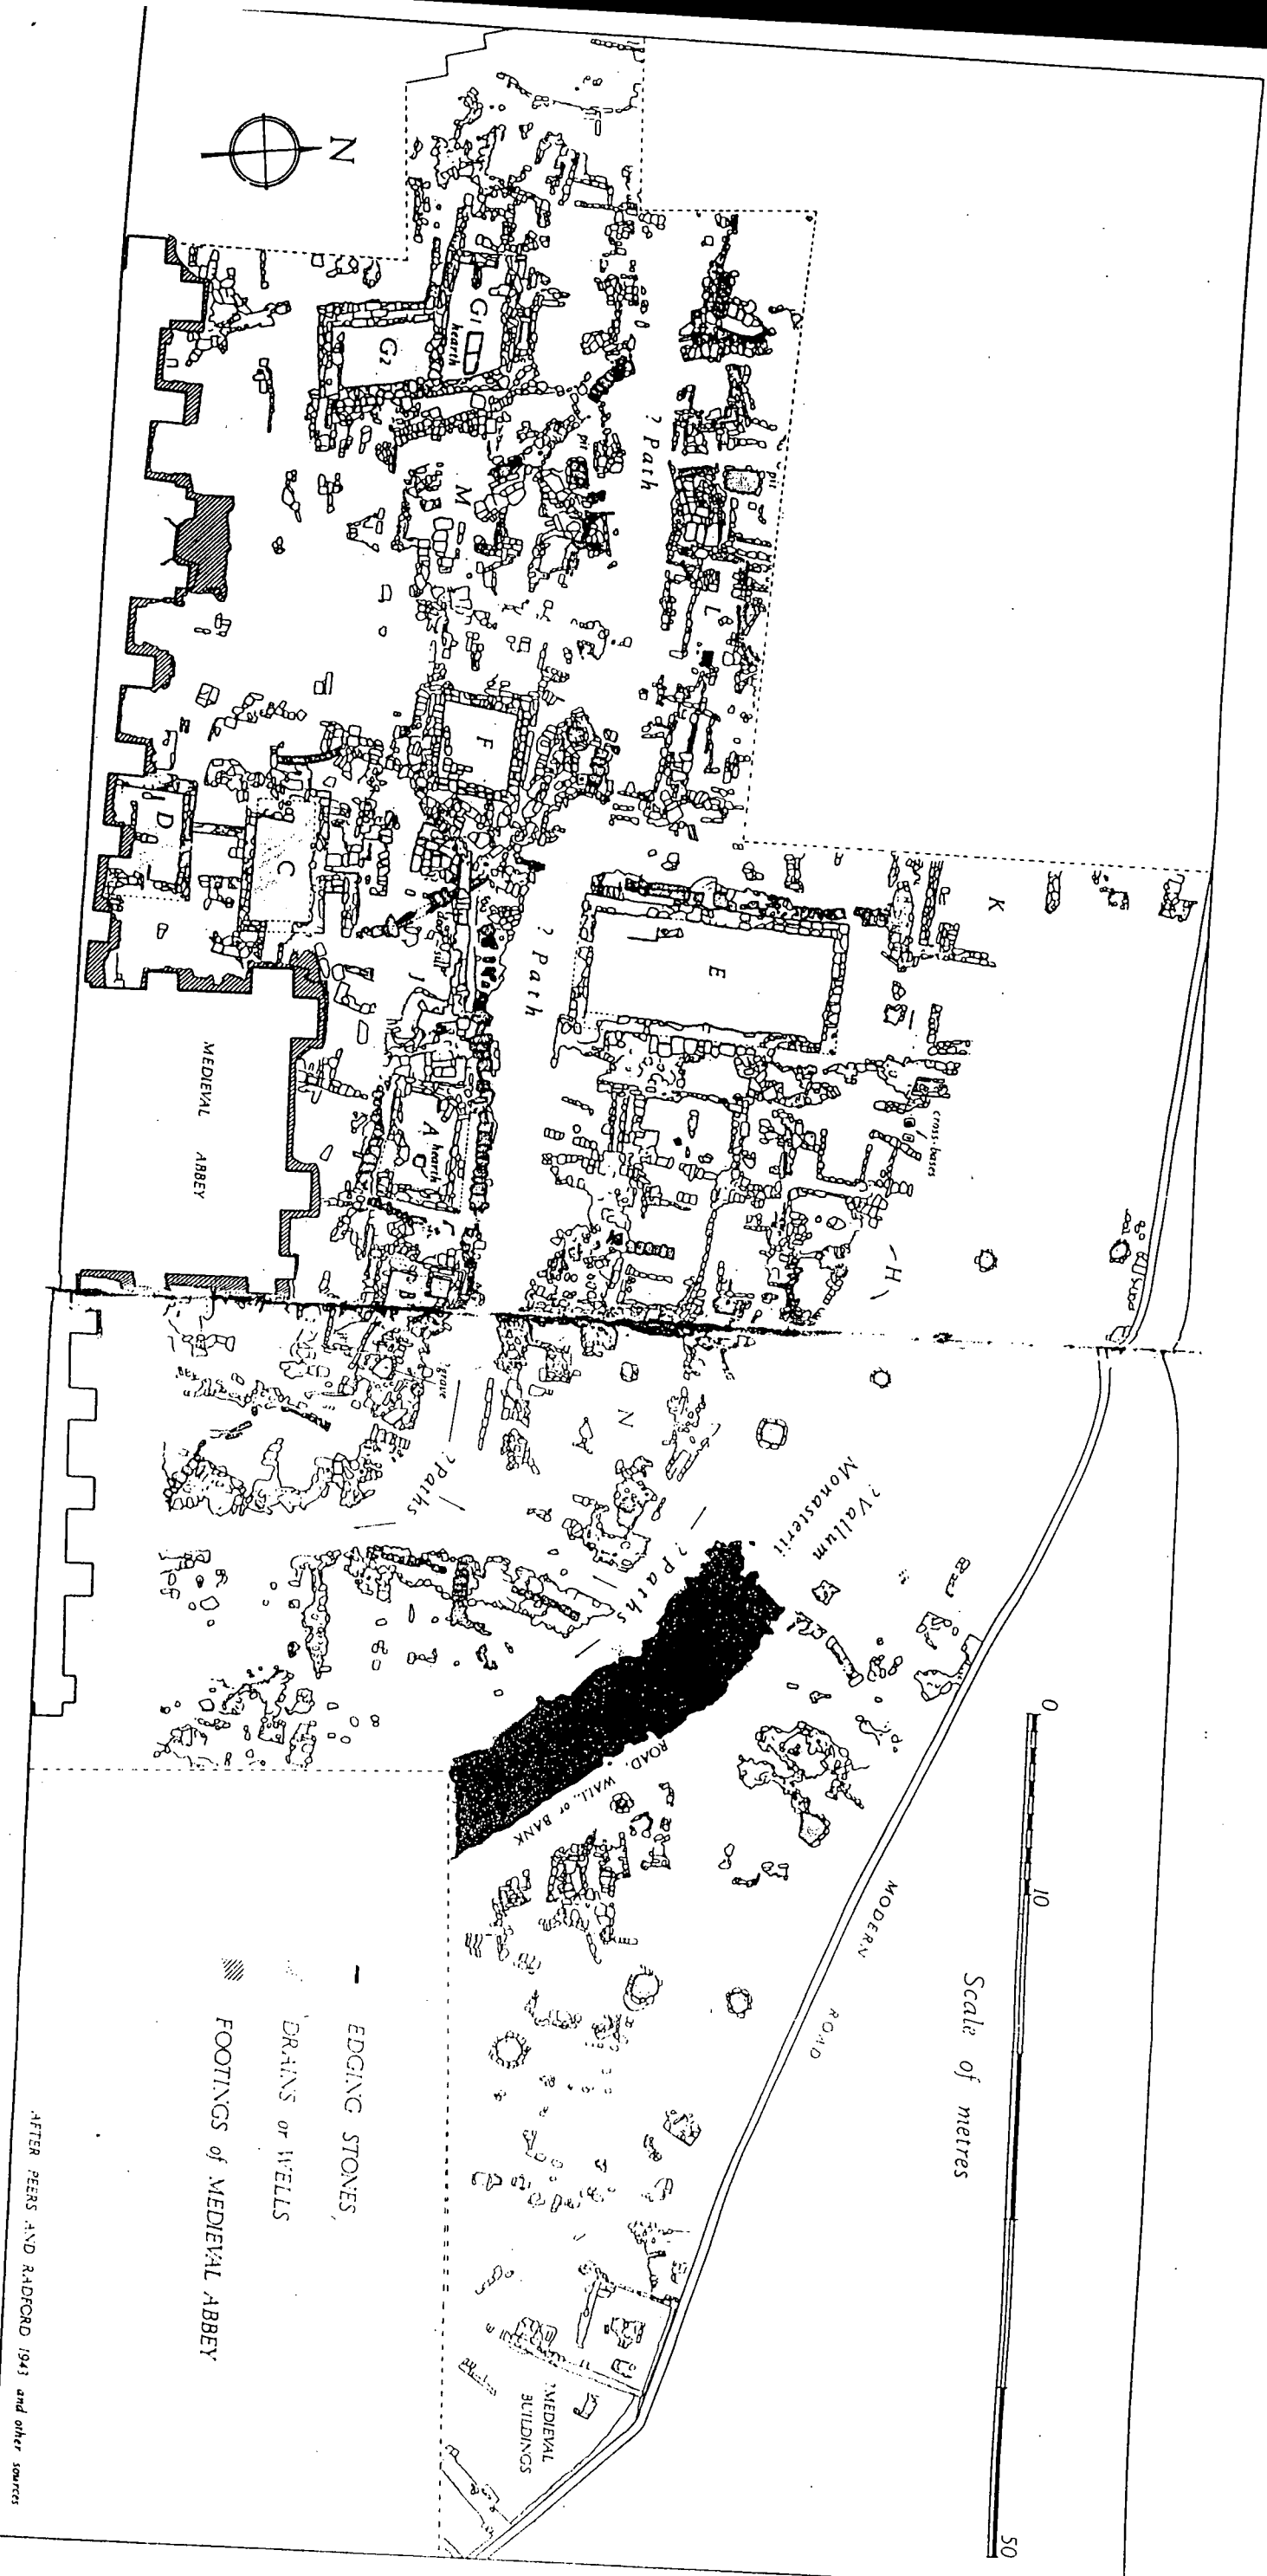 N
G1
hearth
G2
? Path
pit
pit
M
L
F
D
C
door-sill
? Path
E
K
J
A hearth
B
cross-bases
(H)
MEDIEVAL ABBEY
? grave
N
? Paths
? Paths
? Vallum
Monasterii
ROAD,
WALL, or BANK
MODERN ROAD
0 10 50
Scale of metres
EDGING STONES
DRAINS or WELLS
FOOTINGS of MEDIEVAL ABBEY
?MEDIEVAL
BUILDINGS
AFTER PEERS AND RADFORD 1943 and other sources